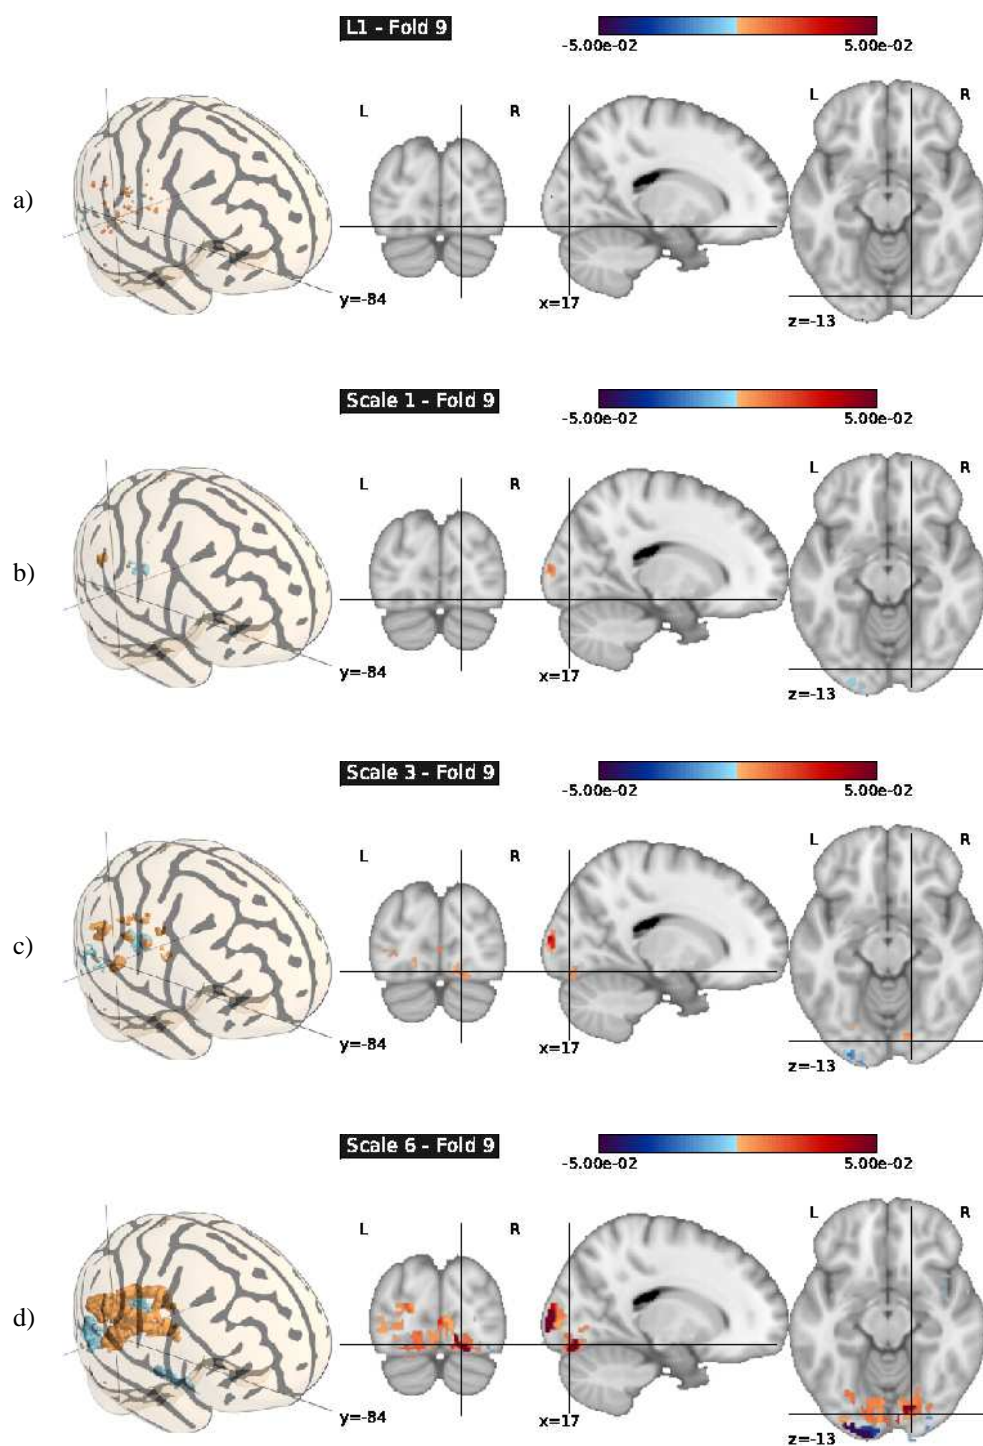 L1 - Fold 9
-5.00e-02 5.00e-02
L R L R
a)
y=-84 x=17 z=-13
Scale 1 - Fold 9
-5.00e-02 5.00e-02
L R L R
b)
y=-84 x=17 z=-13
Scale 3 - Fold 9
-5.00e-02 5.00e-02
L R L R
c)
y=-84 x=17 z=-13
Scale 6 - Fold 9
-5.00e-02 5.00e-02
L R L R
d)
y=-84 x=17 z=-13